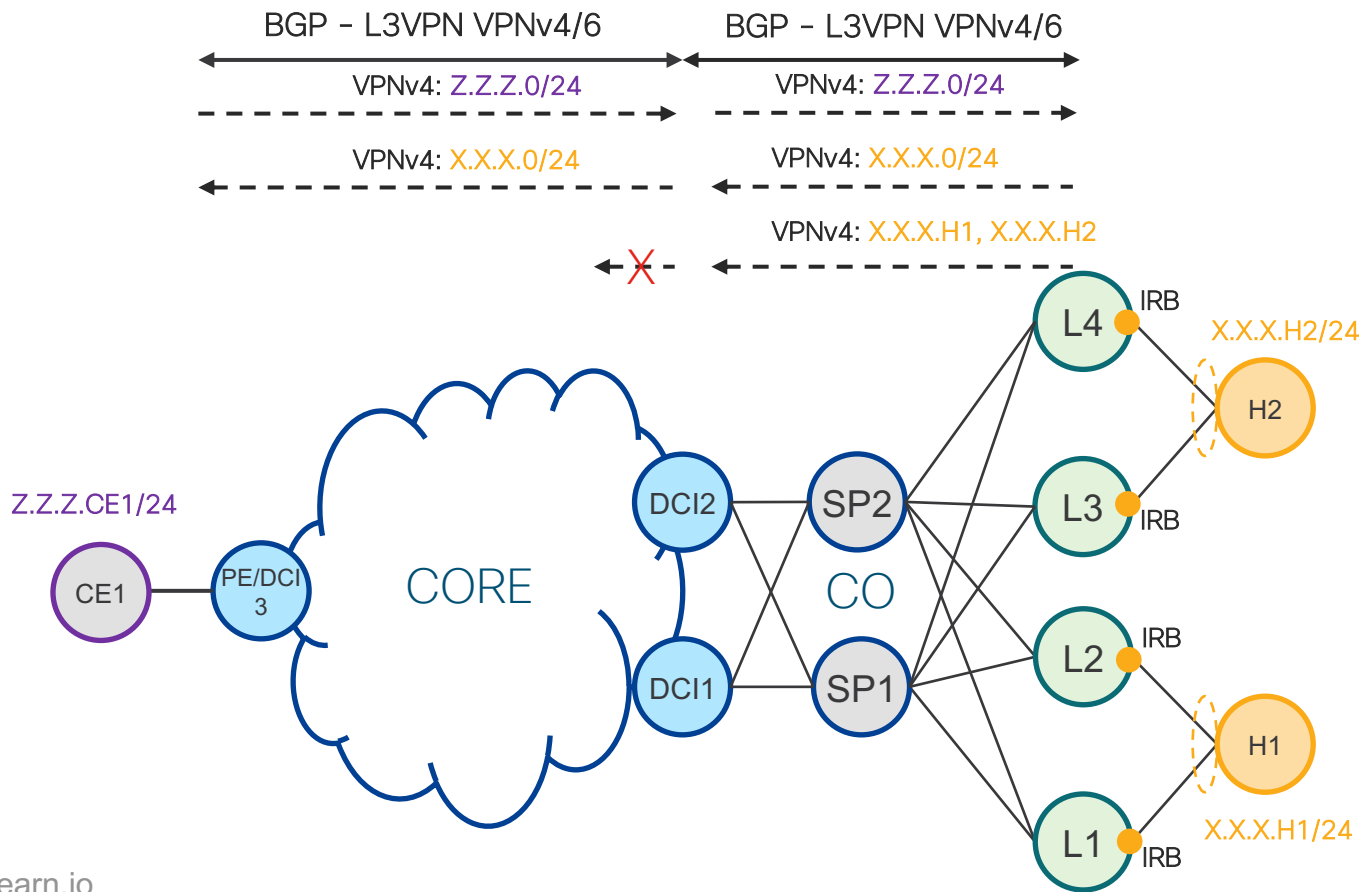 BGP - L3VPN VPNv4/6
BGP - L3VPN VPNv4/6
VPNv4: Z.Z.Z.0/24
VPNv4: Z.Z.Z.0/24
VPNv4: X.X.X.0/24
VPNv4: X.X.X.0/24
VPNv4: X.X.X.H1, X.X.X.H2
L4
IRB
X.X.X.H2/24
H2
Z.Z.Z.CE1/24
DCI2
SP2
L3
IRB
CE1
PE/DCI
3
CORE
CO
L2
IRB
DCI1
SP1
H1
X.X.X.H1/24
L1
IRB
earn.io